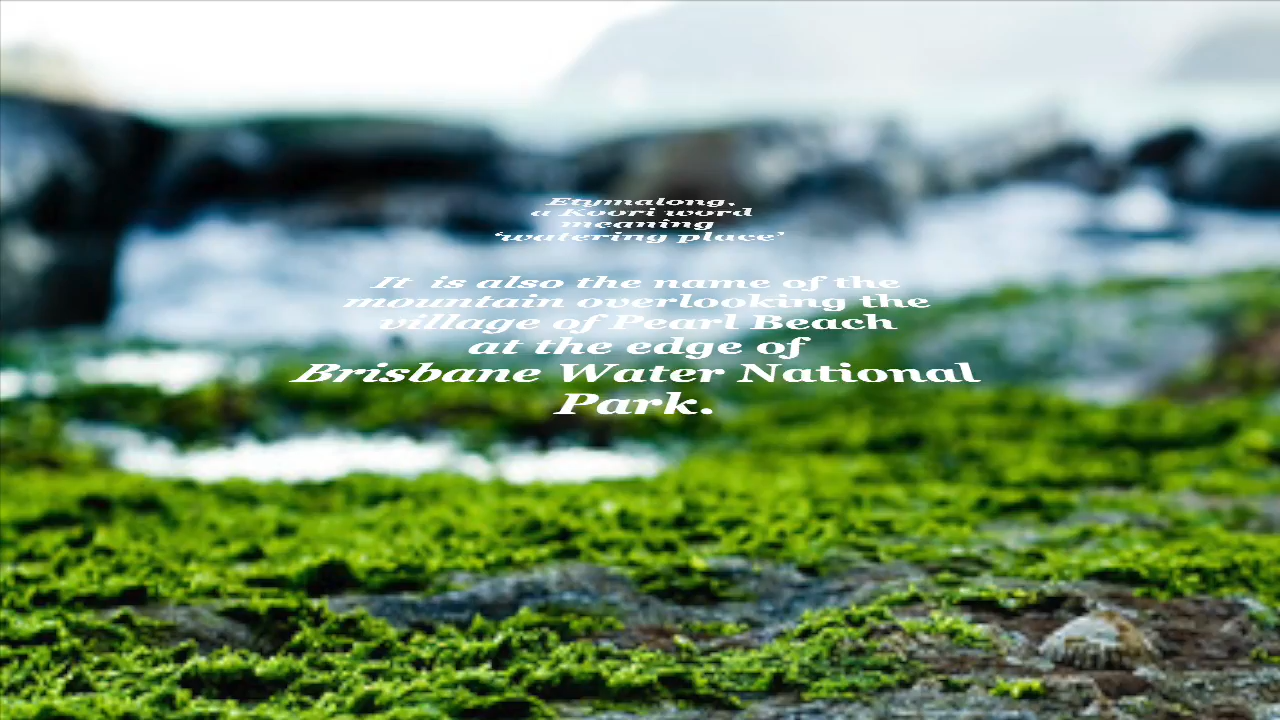 Etymalong,
a Koori word
meaning
‘watering place’
It is also the name of the
mountain overlooking the
village of Pearl Beach
at the edge of
Brisbane Water National
Park.